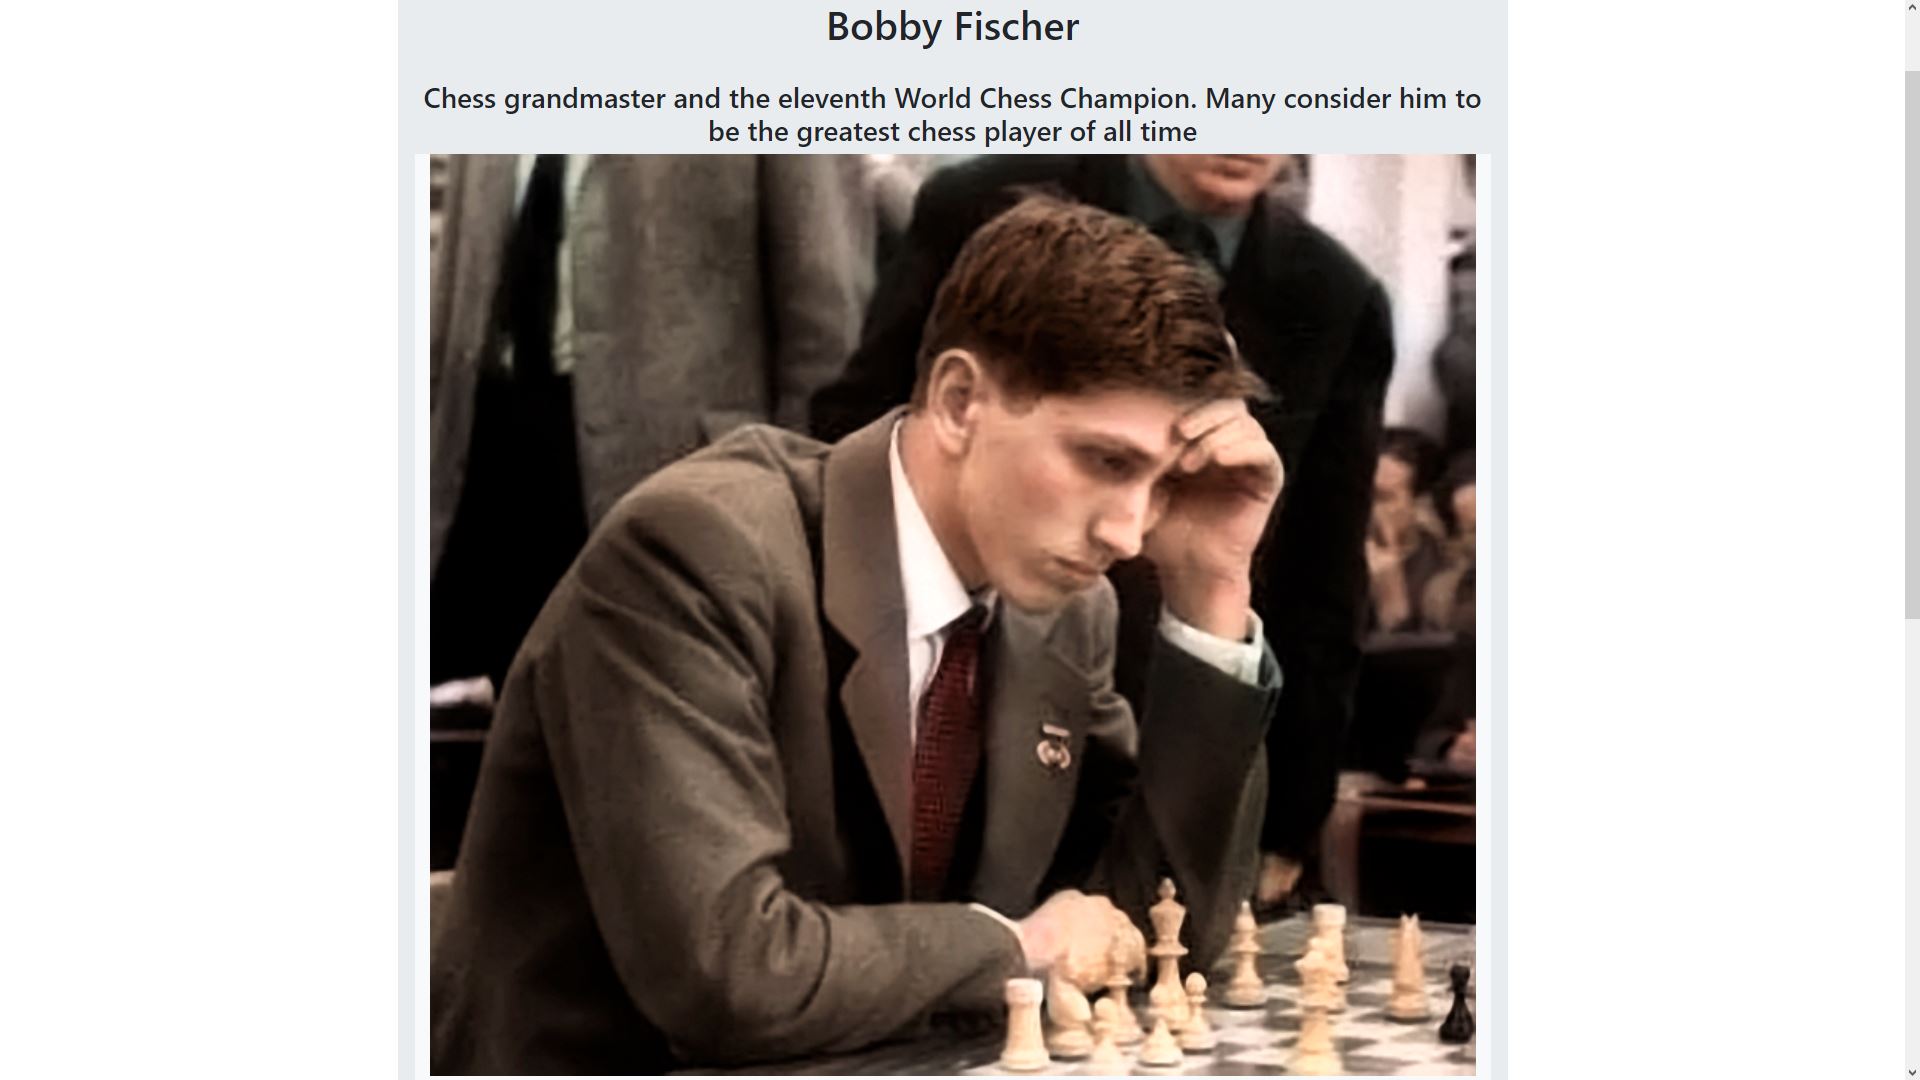 Bobby Fischer
Chess grandmaster and the eleventh World Chess Champion. Many consider him to
be the greatest chess player of all time